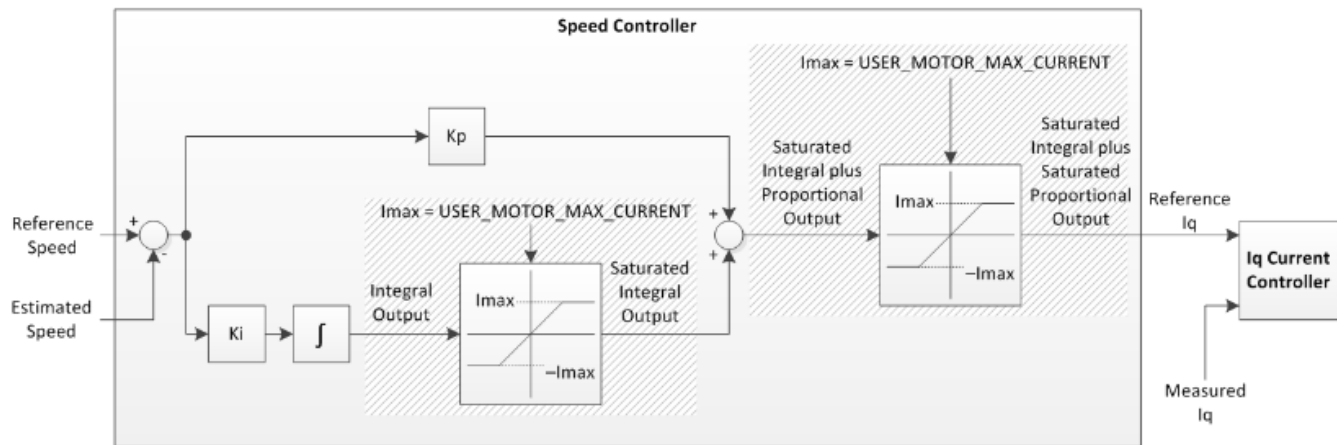 Speed Controller
Imax = USER_MOTOR_MAX_CURRENT
Kp
Saturated
Integral plus
Proportional
Output
Imax
–Imax
Saturated
Integral plus
Saturated
Proportional
Output
Reference
Iq
Reference
Speed
+
-
Imax = USER_MOTOR_MAX_CURRENT
+
+
Iq Current
Controller
Estimated
Speed
Ki
∫
Integral
Output
Imax
–Imax
Saturated
Integral
Output
Measured
Iq